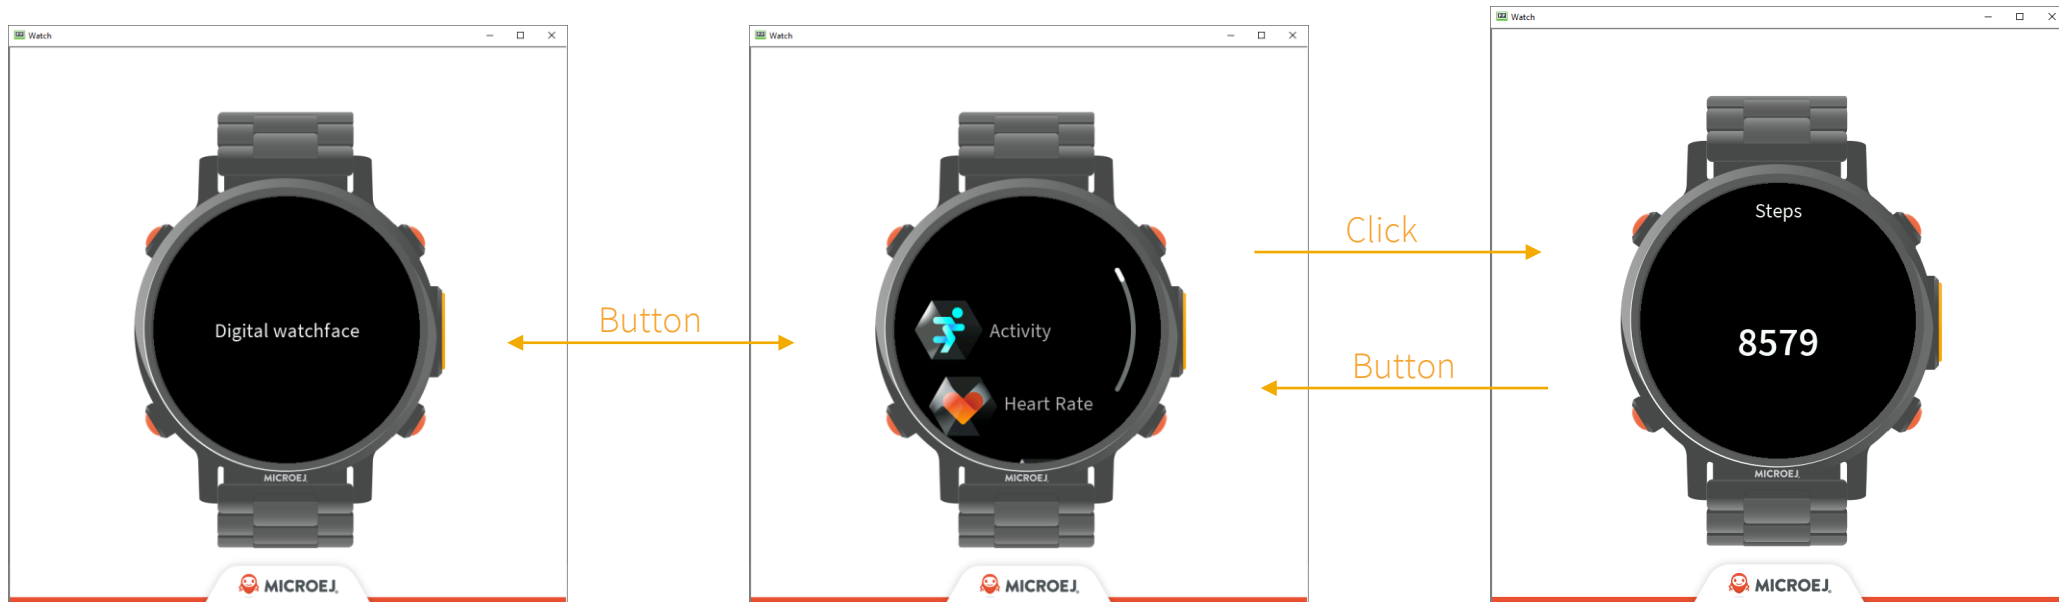 Watch
Digital watchface
MICROEJ.
MICROEJ.
Button
Watch
Activity
Heart Rate
MICROEJ.
MICROEJ.
Click
Button
Watch
Steps
8579
MICROEJ.
MICROEJ.